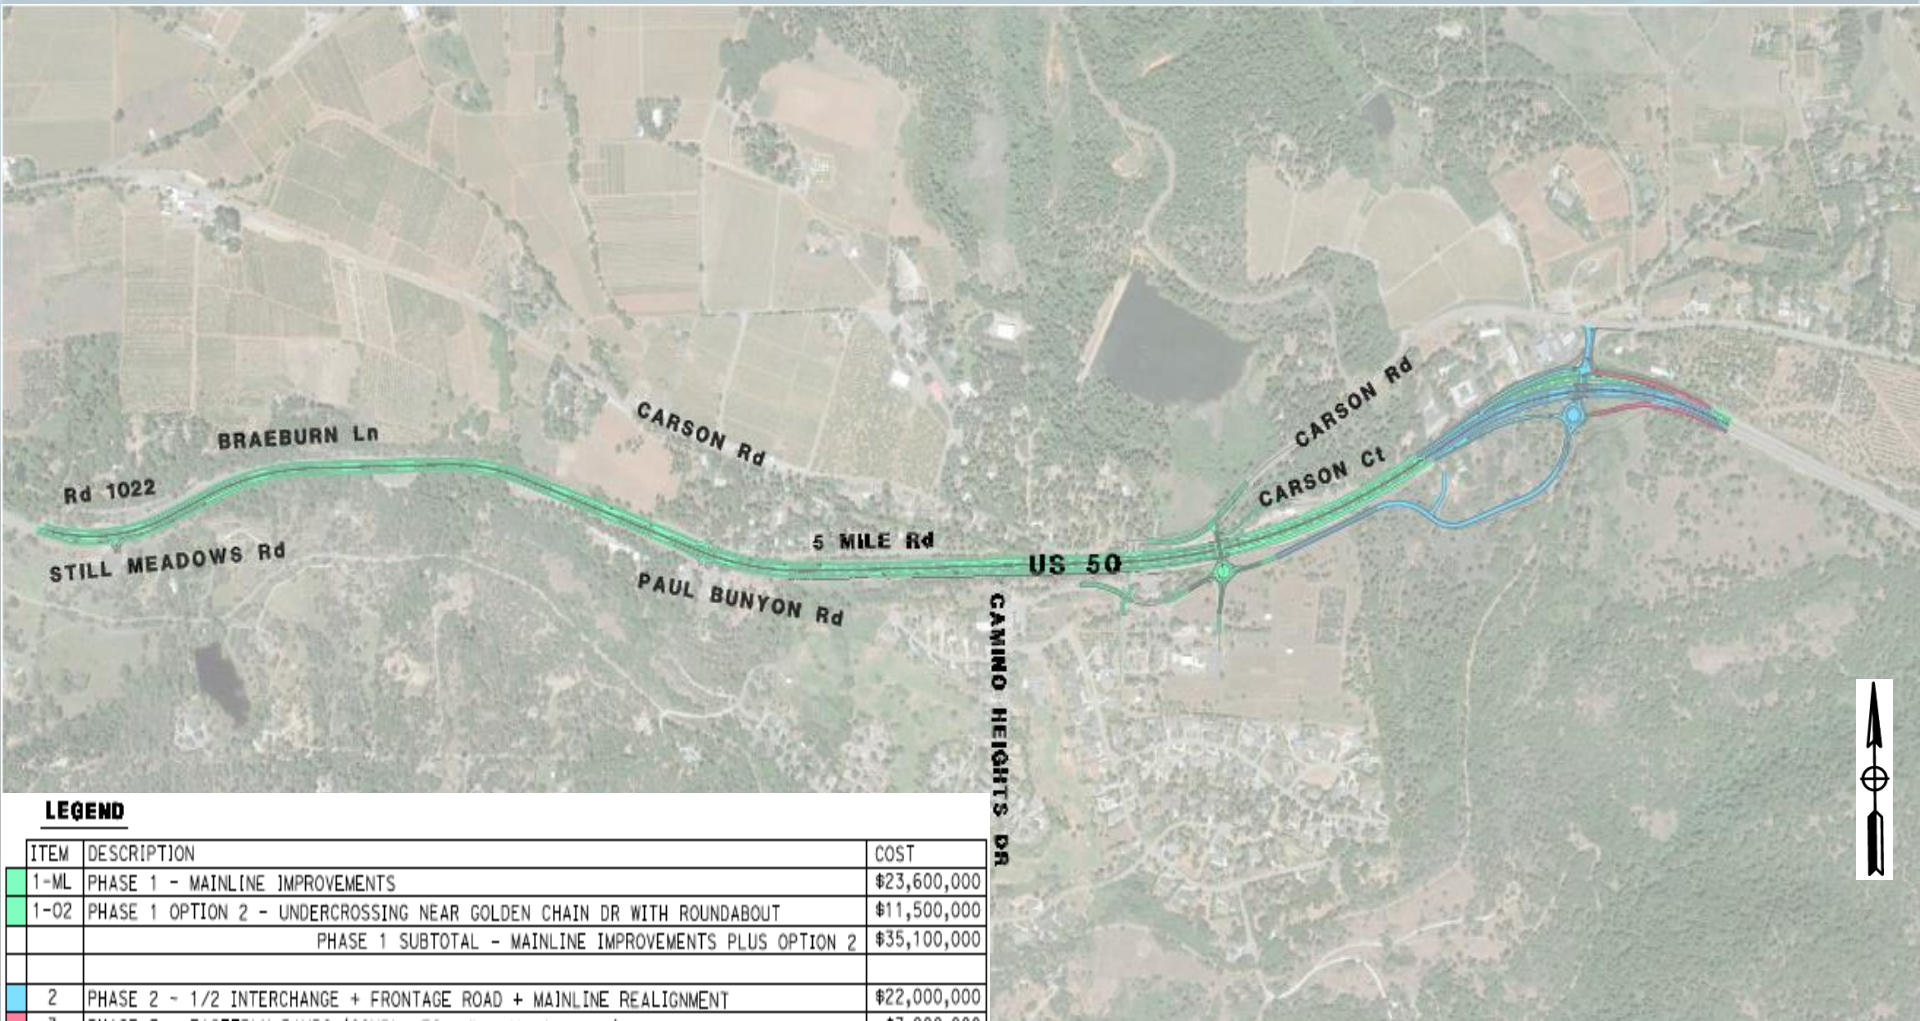 BRAEBURN Ln
CARSON Rd
CARSON Rd
CARSON Ct
Rd 1022
STILL MEADOWS Rd
5 MILE Rd
US 50
PAUL BUNYON Rd
CAMINO HEIGHTS DR
LEGEND
ITEM DESCRIPTION COST
1-ML PHASE 1 - MAINLINE IMPROVEMENTS $23,600,000
1-02 PHASE 1 OPTION 2 - UNDERCROSSING NEAR GOLDEN CHAIN DR WITH ROUNDABOUT $11,500,000
PHASE 1 SUBTOTAL - MAINLINE IMPROVEMENTS PLUS OPTION 2 $35,100,000
2 PHASE 2 - 1/2 INTERCHANGE + FRONTAGE ROAD + MAINLINE REALIGNMENT $22,000,000